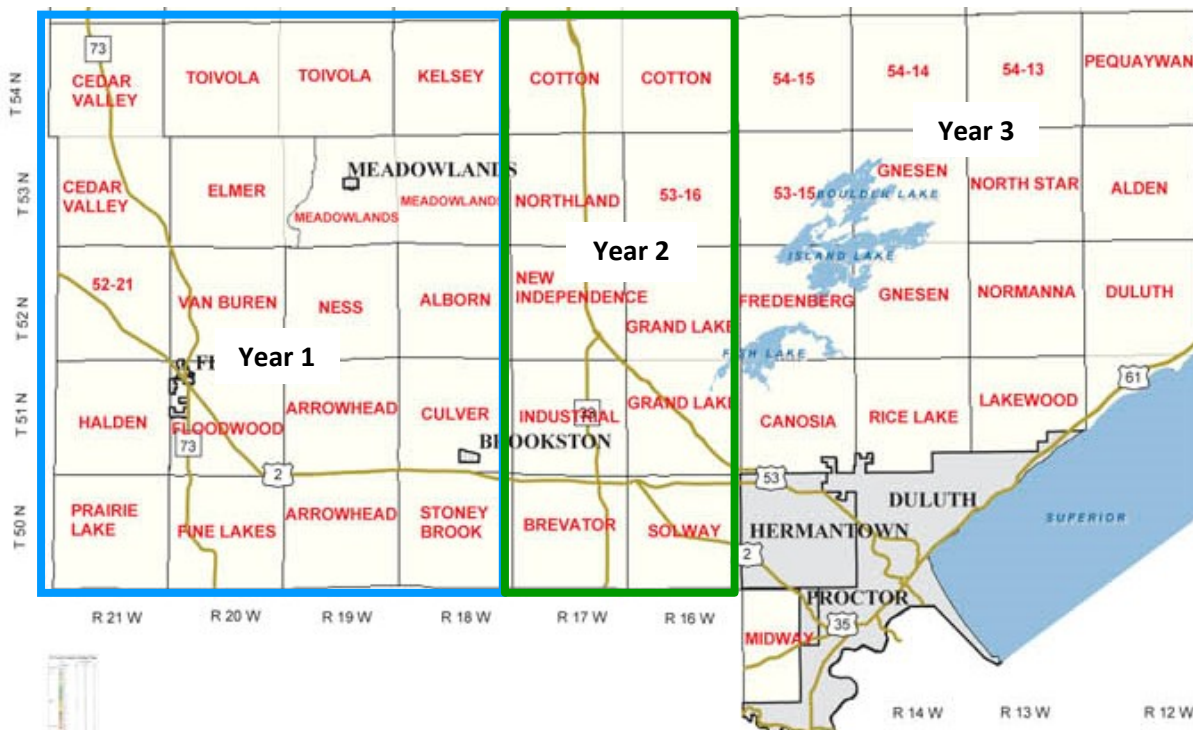 73
CEDAR
VALLEY
TOIVOLA
TOIVOLA
KELSEY
COTTON
COTTON
54-15
54-14
54-13
PEQUAYWAN
T 54 N
Year 3
CEDAR
VALLEY
ELMER
MEADOWLANDS
MEADOWLANDS
MEADOWLANDS
NORTHLAND
53-16
53-15
GNESEN
BOULDER LAKE
NORTH STAR
ALDEN
T 53 N
Year 2
ISLAND LAKE
52-21
VAN BUREN
NESS
ALBORN
NEW
INDEPENDENCE
GRAND LAKE
FREDENBERG
GNESEN
NORMANNA
DULUTH
T 52 N
Year 1
FISH LAKE
61
HALDEN
FLOODWOOD
ARROWHEAD
CULVER
INDUSTRIAL
33
GRAND LAKE
CANOSIA
RICE LAKE
LAKEWOOD
T 51 N
73
BROOKSTON
2
53
DULUTH
PRAIRIE
LAKE
FINE LAKES
ARROWHEAD
STONEY
BROOK
BREVATOR
SOLWAY
HERMANTOWN
SUPERIOR
T 50 N
2
PROCTOR
35
MIDWAY
R 21 W
R 20 W
R 19 W
R 18 W
R 17 W
R 16 W
R 14 W
R 13 W
R 12 W